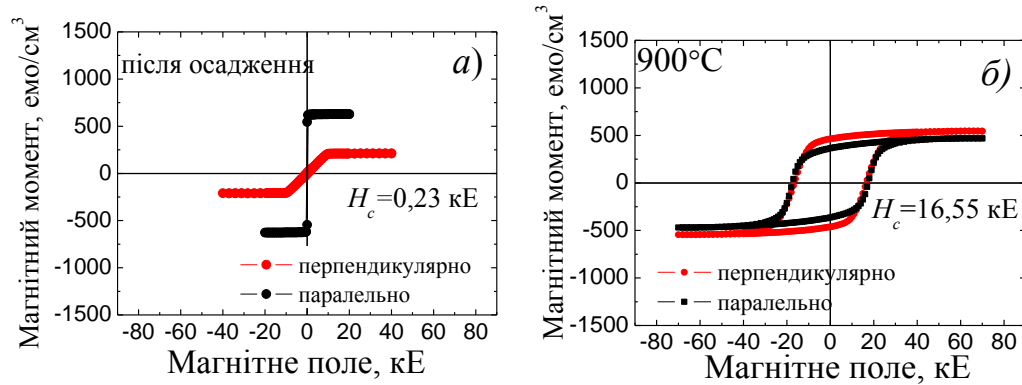 Магнітний момент, емо/см³
1500
1000
500
0
-500
-1000
-1500
після осадження
а)
Hc=0,23 кЕ
перпендикулярно
паралельно
-80 -60 -40 -20 0 20 40 60 80
Магнітне поле, кЕ
Магнітний момент, емо/см³
1500
1000
500
0
-500
-1000
-1500
900°C
б)
Hc=16,55 кЕ
перпендикулярно
паралельно
-80 -60 -40 -20 0 20 40 60 80
Магнітне поле, кЕ